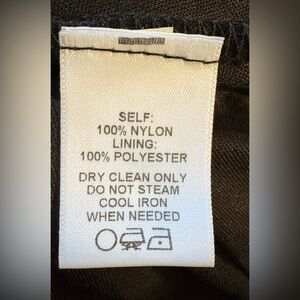 SELF:
100% NYLON
LINING:
100% POLYESTER
DRY CLEAN ONLY
DO NOT STEAM
COOL IRON
WHEN NEEDED